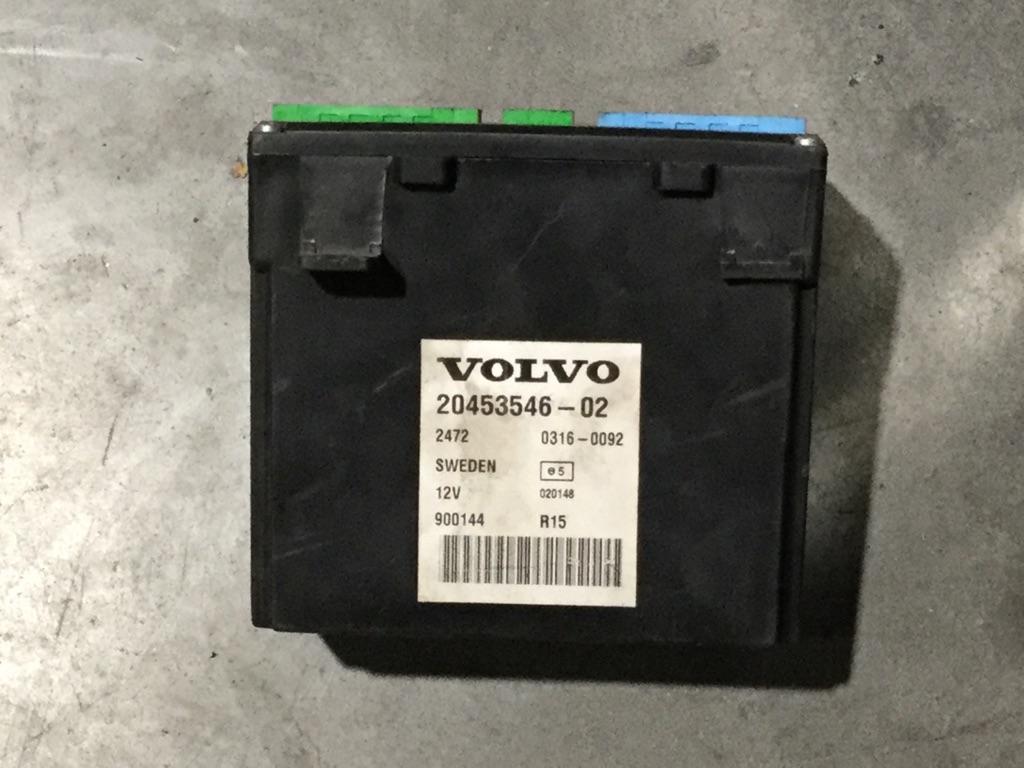 VOLVO
20453546-02
2472 0316-0092
SWEDEN e5
12V 020148
900144 R15